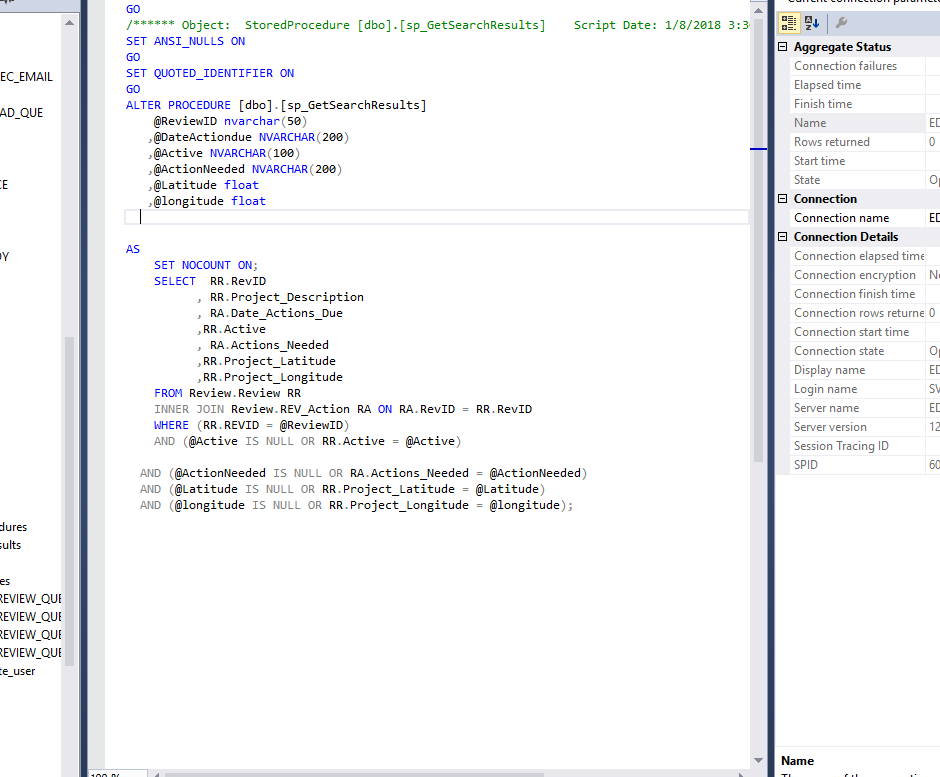 EC_EMAIL
AD_QUE
CE
DY
dures
sults
es
REVIEW_QUE
REVIEW_QUE
REVIEW_QUE
REVIEW_QUE
te_user
GO
/****** Object:  StoredProcedure [dbo].[sp_GetSearchResults]    Script Date: 1/8/2018 3:3
SET ANSI_NULLS ON
GO
SET QUOTED_IDENTIFIER ON
GO
ALTER PROCEDURE [dbo].[sp_GetSearchResults]
@ReviewID nvarchar(50)
,@DateActiondue NVARCHAR(200)
,@Active NVARCHAR(100)
,@ActionNeeded NVARCHAR(200)
,@Latitude float
,@longitude float
AS
SET NOCOUNT ON;
SELECT  RR.RevID
, RR.Project_Description
, RA.Date_Actions_Due
,RR.Active
, RA.Actions_Needed
,RR.Project_Latitude
,RR.Project_Longitude
FROM Review.Review RR
INNER JOIN Review.REV_Action RA ON RA.RevID = RR.RevID
WHERE (RR.REVID = @ReviewID)
AND (@Active IS NULL OR RR.Active = @Active)
AND (@ActionNeeded IS NULL OR RA.Actions_Needed = @ActionNeeded)
AND (@Latitude IS NULL OR RR.Project_Latitude = @Latitude)
AND (@longitude IS NULL OR RR.Project_Longitude = @longitude);
100 %
Current connection parameter
Aggregate Status
Connection failures
Elapsed time
Finish time
Name ED
Rows returned 0
Start time
State Op
Connection
Connection name ED
Connection Details
Connection elapsed time
Connection encryption No
Connection finish time
Connection rows returne 0
Connection start time
Connection state Op
Display name ED
Login name SV
Server name ED
Server version 12
Session Tracing ID
SPID 60
Name